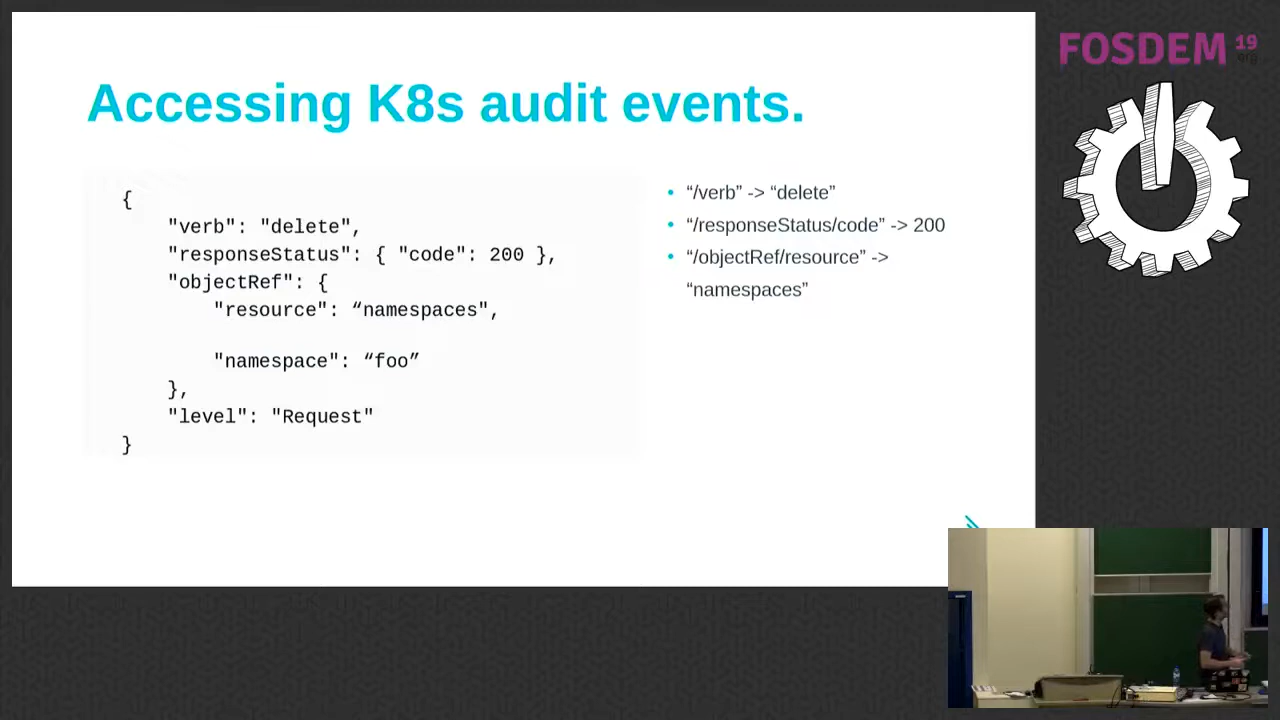 FOSDEM 19
.org
Accessing K8s audit events.
{
"verb": "delete",
"responseStatus": { "code": 200 },
"objectRef": {
"resource": “namespaces",
"namespace": “foo”
},
"level": "Request"
}
• “/verb” -> “delete”
• “/responseStatus/code” -> 200
• “/objectRef/resource” ->
“namespaces”